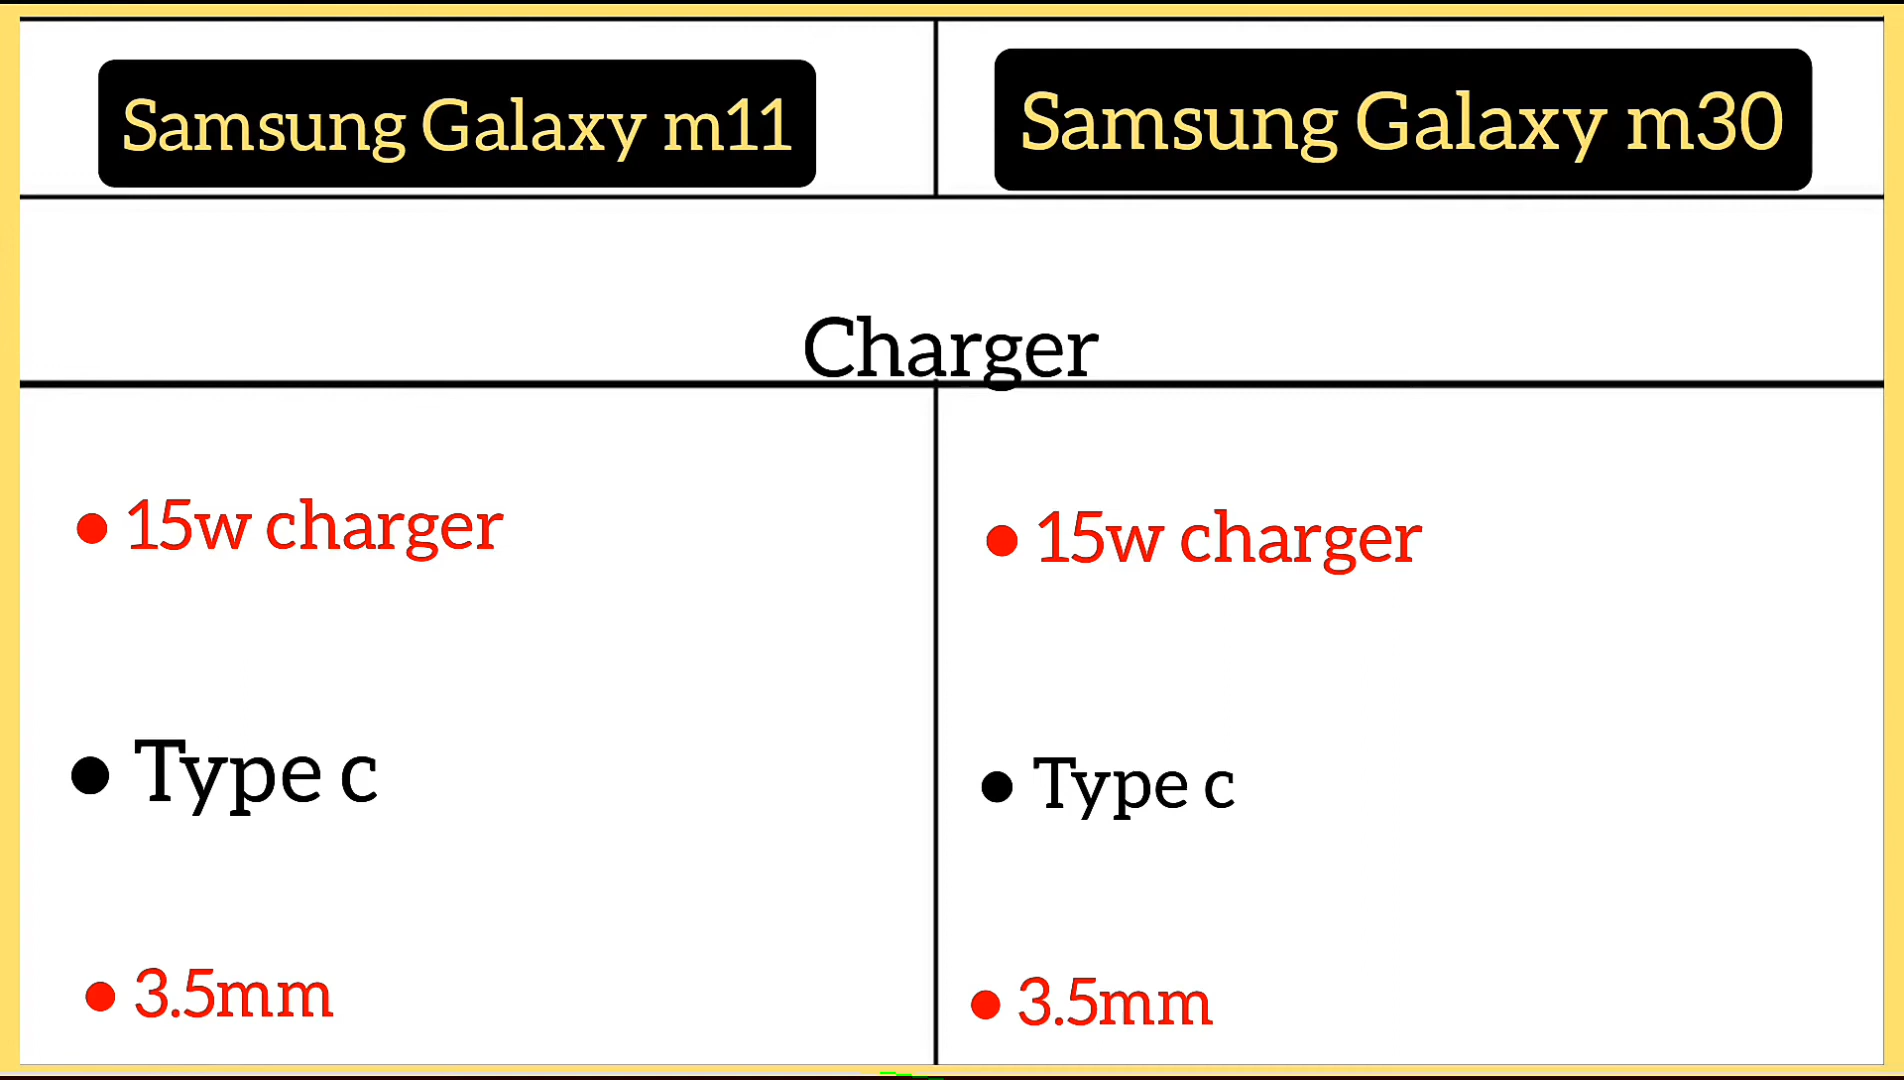 Samsung Galaxy m11
Samsung Galaxy m30
Charger
• 15w charger
• 15w charger
• Type c
• Type c
• 3.5mm
• 3.5mm